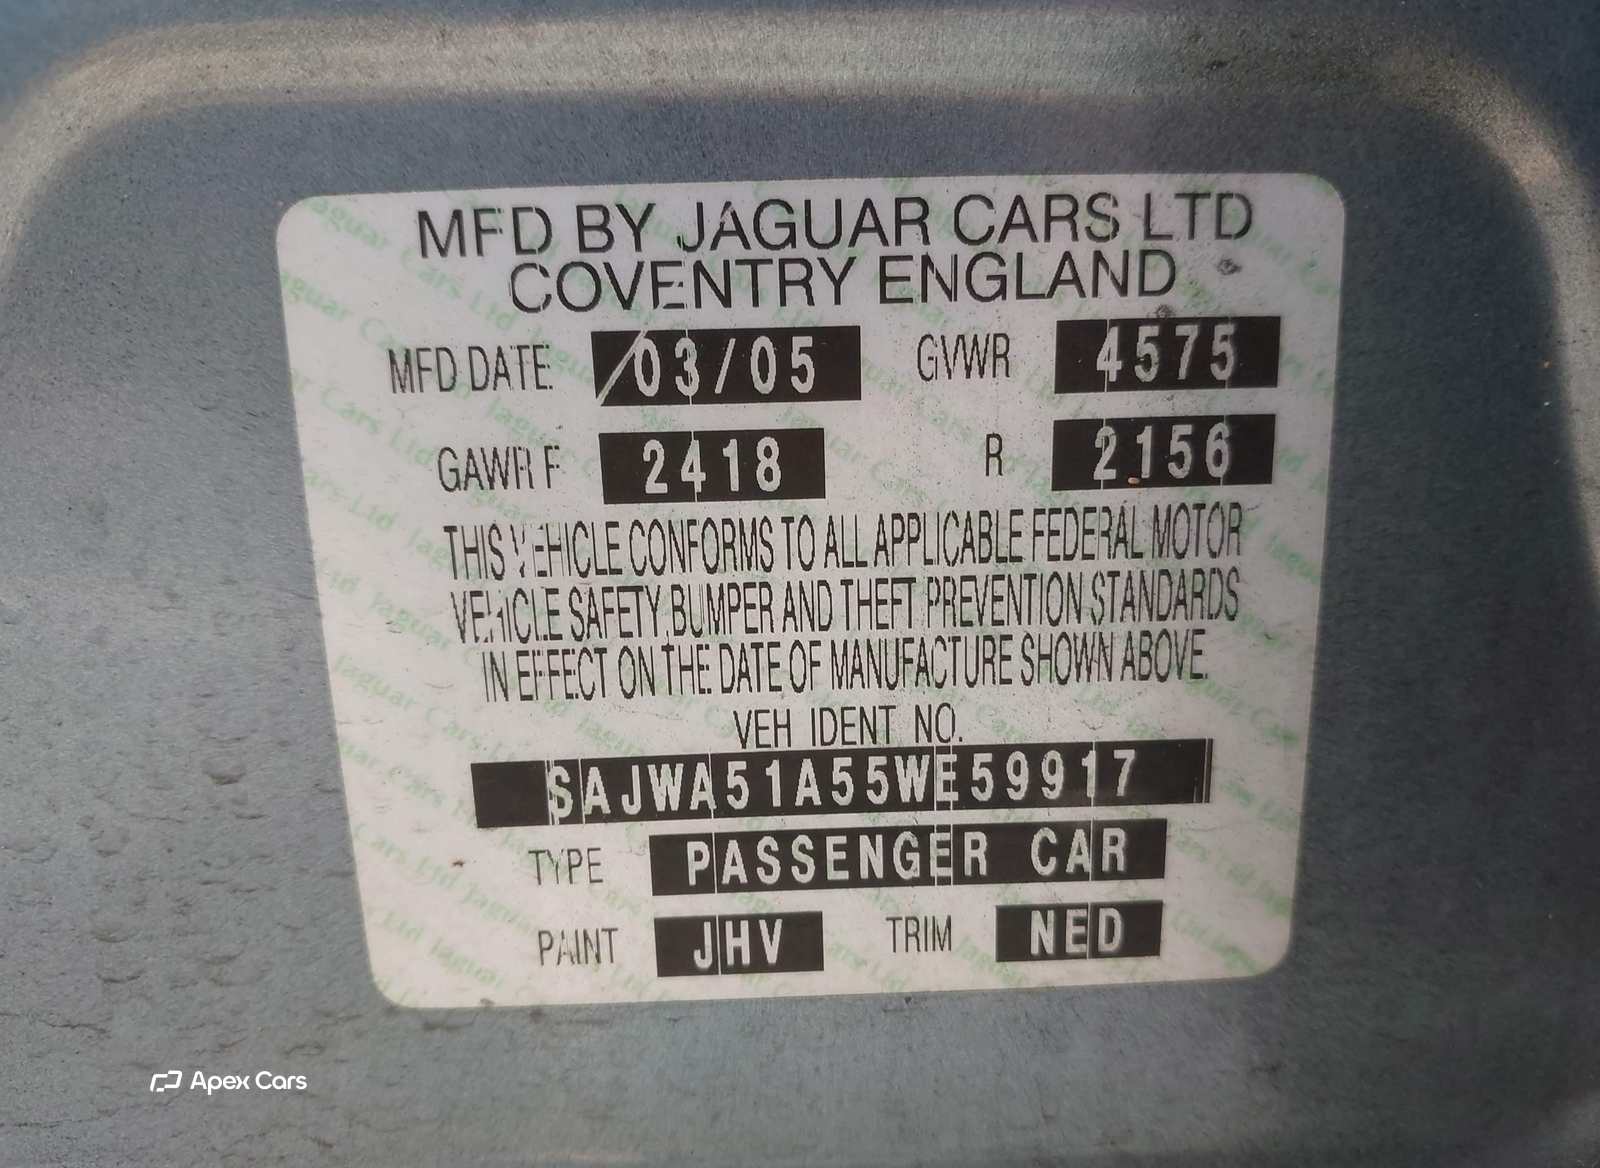 MFD BY JAGUAR CARS LTD
COVENTRY ENGLAND
MFD DATE /03/05 GVWR 4575
GAWR F 2418 R 2156
THIS VEHICLE CONFORMS TO ALL APPLICABLE FEDERAL MOTOR
VEHICLE SAFETY, BUMPER AND THEFT PREVENTION STANDARDS
IN EFFECT ON THE DATE OF MANUFACTURE SHOWN ABOVE.
VEH IDENT NO.
SAJWA51A55WE59917
TYPE PASSENGER CAR
PAINT JHV TRIM NED
Apex Cars